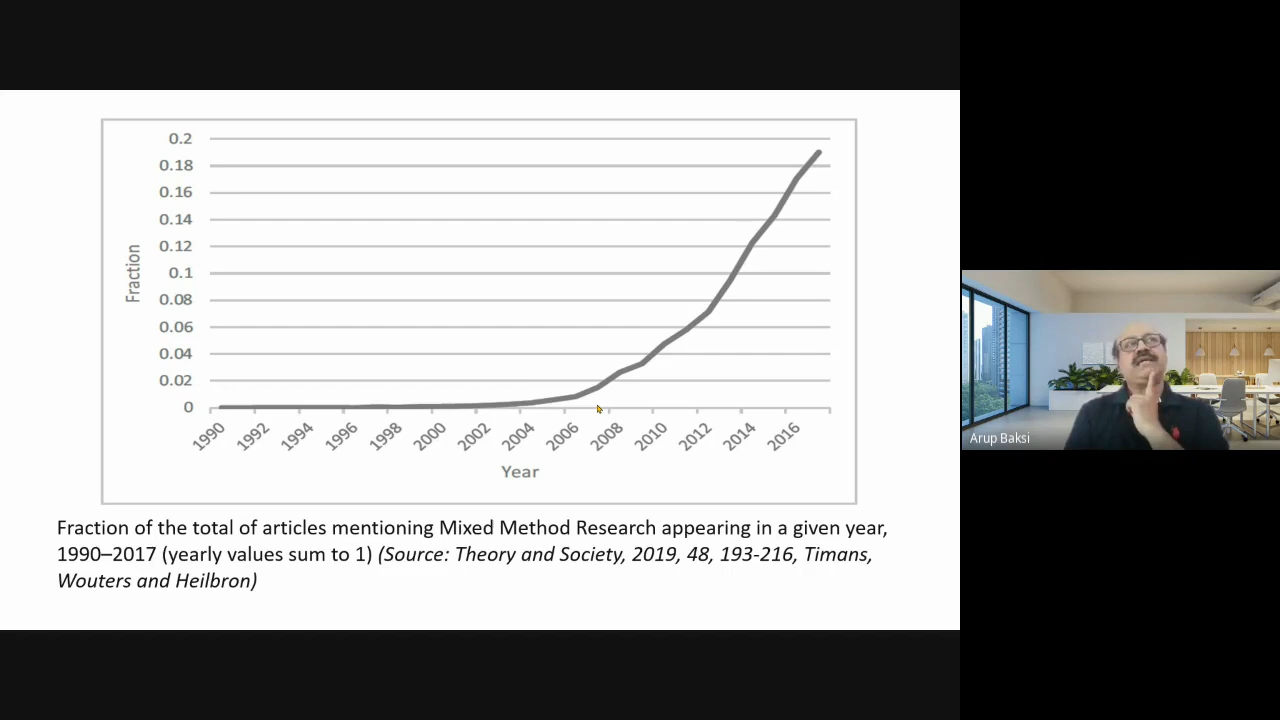 0.2
0.18
0.16
0.14
0.12
0.1
0.08
0.06
0.04
0.02
0
Fraction
1990 1992 1994 1996 1998 2000 2002 2004 2006 2008 2010 2012 2014 2016
Year
Fraction of the total of articles mentioning Mixed Method Research appearing in a given year,
1990–2017 (yearly values sum to 1) (Source: Theory and Society, 2019, 48, 193-216, Timans,
Wouters and Heilbron)
Arup Baksi